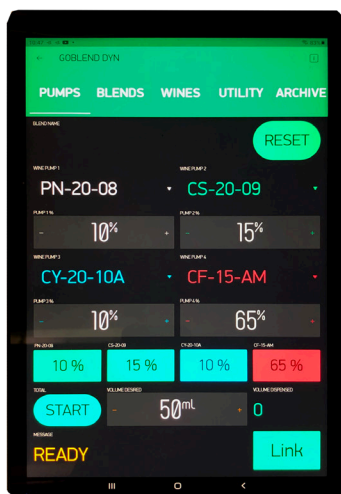 ← GOBLEND DYN
PUMPS BLENDS WINES UTILITY ARCHIVE
BLEND NAME
RESET
WINE PUMP 1 WINE PUMP 2
PN-20-08 CS-20-09
PUMP 1 % PUMP 2 %
- 10% + - 15% +
WINE PUMP 3 WINE PUMP 4
CY-20-10A CF-15-AM
PUMP 3 % PUMP 4 %
- 10% + - 65% +
PN-20-08 CS-20-09 CY-20-10A CF-15-AM
10 % 15 % 10 % 65 %
TOTAL VOLUME DESIRED VOLUME DISPENSED
START - 50mL + 0
MESSAGE
READY Link